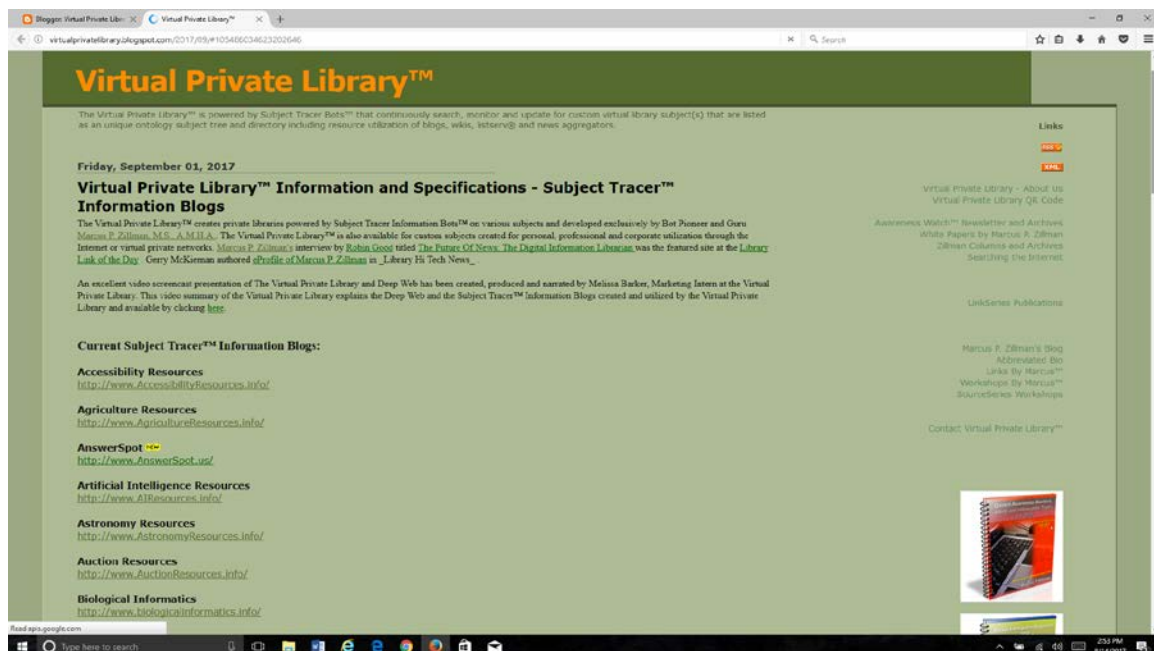 Blogger: Virtual Private Libr
Virtual Private Library™
virtualprivatelibrary.blogspot.com/2017/09/#105486034623202646
Search
Virtual Private Library™
The Virtual Private Library™ is powered by Subject Tracer Bots™ that continuously search, monitor and update for custom virtual library subject(s) that are listed
as an unique ontology subject tree and directory including resource utilization of blogs, wikis, listserv® and news aggregators.
Links
XML
Friday, September 01, 2017
Virtual Private Library™ Information and Specifications - Subject Tracer™
Information Blogs
The Virtual Private Library™ creates private libraries powered by Subject Tracer Information Bots™ on various subjects and developed exclusively by Bot Pioneer and Guru
Marcus P. Zillman, M.S., A.M.H.A. The Virtual Private Library™ is also available for custom subjects created for personal, professional and corporate utilization through the
Internet or virtual private networks. Marcus P. Zillman's interview by Robin Good titled The Future Of News: The Digital Information Librarian was the featured site at the Library
Link of the Day. Gerry McKiernan authored eProfile of Marcus P. Zillman in _Library Hi Tech News_.
An excellent video screencast presentation of The Virtual Private Library and Deep Web has been created, produced and narrated by Melissa Barker, Marketing Intern at the Virtual
Private Library. This video summary of the Virtual Private Library explains the Deep Web and the Subject Tracer™ Information Blogs created and utilized by the Virtual Private
Library and available by clicking here.
Current Subject Tracer™ Information Blogs:
Accessibility Resources
http://www.AccessibilityResources.info/
Agriculture Resources
http://www.AgricultureResources.info/
AnswerSpot NEW
http://www.AnswerSpot.us/
Artificial Intelligence Resources
http://www.AIResources.info/
Astronomy Resources
http://www.AstronomyResources.info/
Auction Resources
http://www.AuctionResources.info/
Biological Informatics
http://www.biologicalinformatics.info/
Virtual Private Library - About Us
Virtual Private Library QR Code
Awareness Watch™ Newsletter and Archives
White Papers by Marcus P. Zillman
Zillman Columns and Archives
Searching the Internet
LinkSeries Publications
Marcus P. Zillman's Blog
Abbreviated Bio
Links By Marcus™
Workshops By Marcus™
SourceSeries Workshops
Contact Virtual Private Library™
Read apis.google.com
Type here to search
2:53 PM